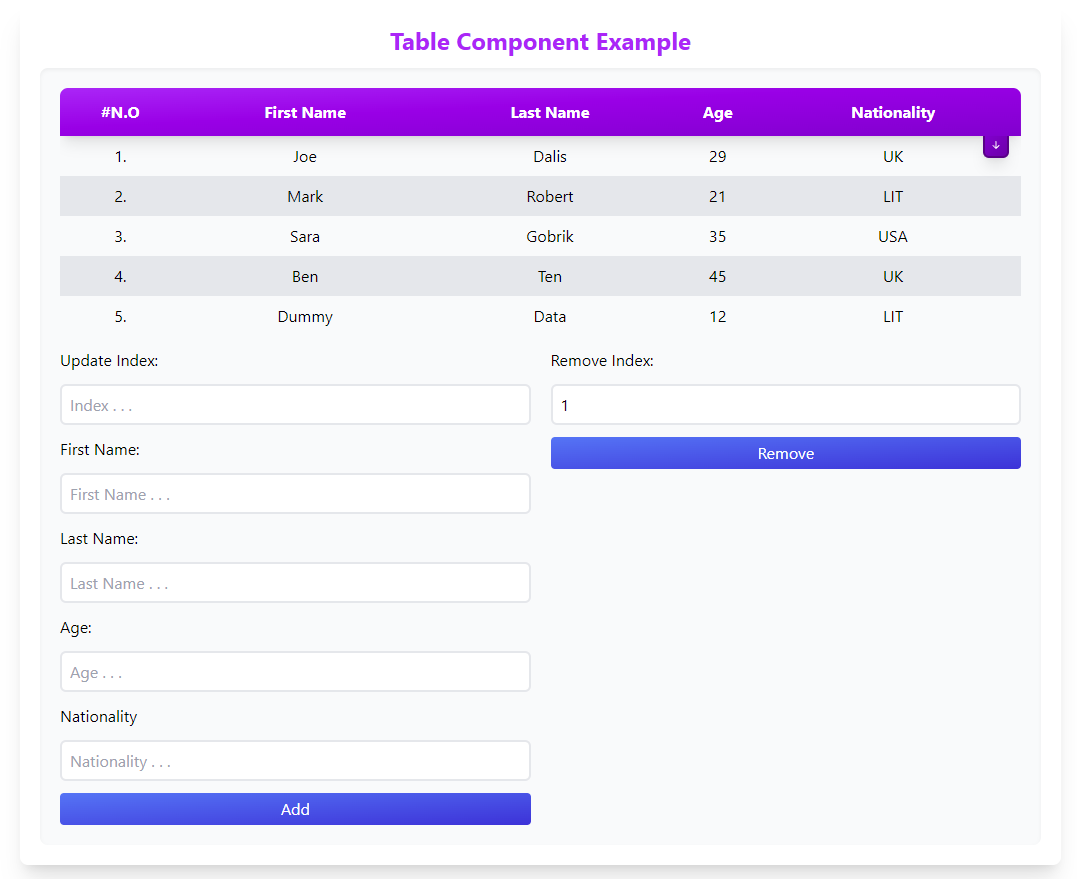 Table Component Example
#N.O First Name Last Name Age Nationality
↓
1. Joe Dalis 29 UK
2. Mark Robert 21 LIT
3. Sara Gobrik 35 USA
4. Ben Ten 45 UK
5. Dummy Data 12 LIT
Update Index:
Index . . .
First Name:
First Name . . .
Last Name:
Last Name . . .
Age:
Age . . .
Nationality
Nationality . . .
Add
Remove Index:
1
Remove